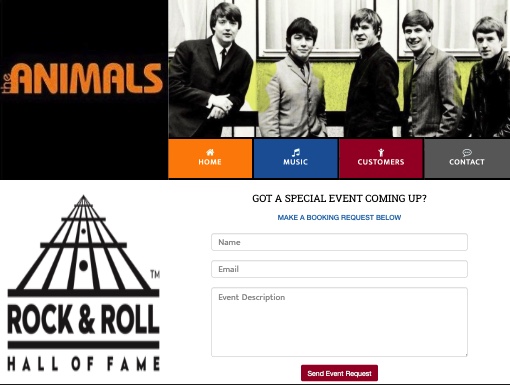 the ANIMALS
HOME
MUSIC
CUSTOMERS
CONTACT
GOT A SPECIAL EVENT COMING UP?
MAKE A BOOKING REQUEST BELOW
Name
Email
Event Description
Send Event Request
TM
ROCK & ROLL
HALL OF FAME